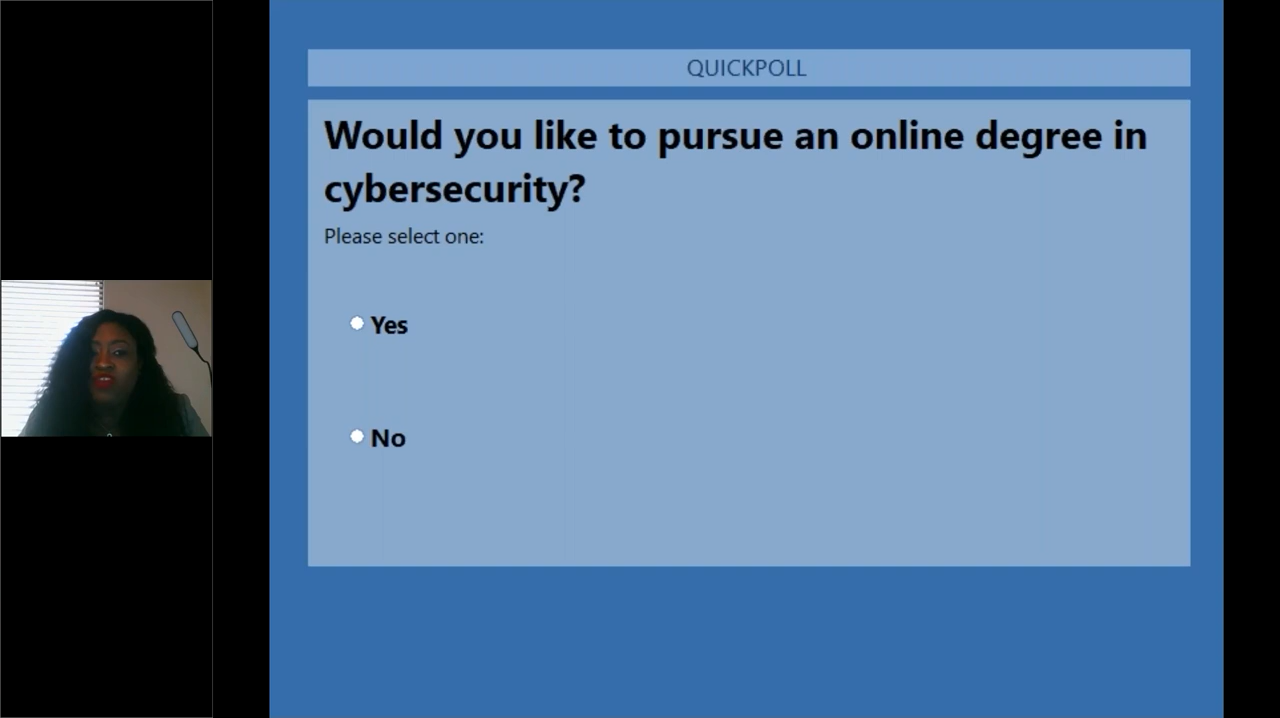 QUICKPOLL
Would you like to pursue an online degree in
cybersecurity?
Please select one:
Yes
No